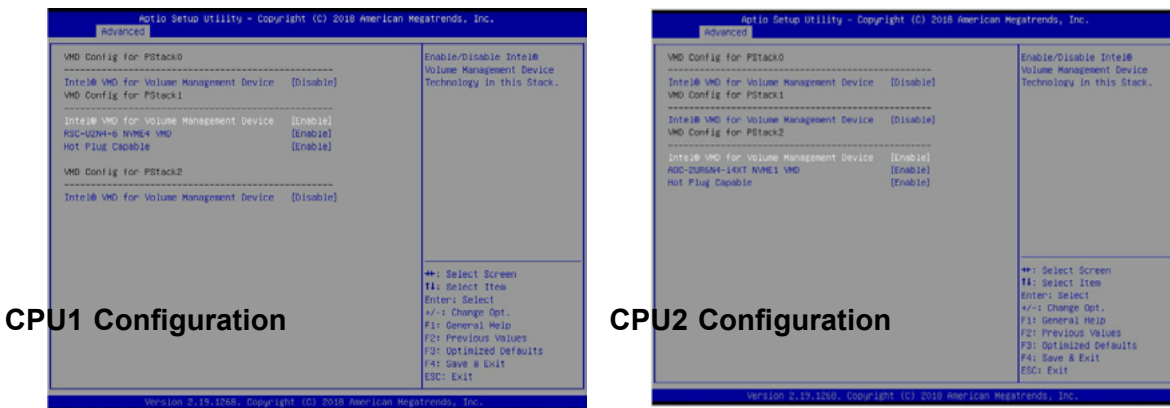 Aptio Setup Utility - Copyright (C) 2018 American Megatrends, Inc.
Advanced
VMD Config for PStack0
Intel® VMD for Volume Management Device [Disable]
VMD Config for PStack1
Intel® VMD for Volume Management Device [Enable]
RSC-U2N4-6 NVME4 VMD [Enable]
Hot Plug Capable [Enable]
VMD Config for PStack2
Intel® VMD for Volume Management Device [Disable]
Enable/Disable Intel®
Volume Management Device
Technology in this Stack.
↔: Select Screen
↑↓: Select Item
Enter: Select
+/-: Change Opt.
F1: General Help
F2: Previous Values
F3: Optimized Defaults
F4: Save & Exit
ESC: Exit
Version 2.19.1268. Copyright (C) 2018 American Megatrends, Inc.
CPU1 Configuration
Aptio Setup Utility - Copyright (C) 2018 American Megatrends, Inc.
Advanced
VMD Config for PStack0
Intel® VMD for Volume Management Device [Disable]
VMD Config for PStack1
Intel® VMD for Volume Management Device [Disable]
VMD Config for PStack2
Intel® VMD for Volume Management Device [Enable]
AOC-2UR6N4-i4XT NVME1 VMD [Enable]
Hot Plug Capable [Enable]
Enable/Disable Intel®
Volume Management Device
Technology in this Stack.
↔: Select Screen
↑↓: Select Item
Enter: Select
+/-: Change Opt.
F1: General Help
F2: Previous Values
F3: Optimized Defaults
F4: Save & Exit
ESC: Exit
Version 2.19.1268. Copyright (C) 2018 American Megatrends, Inc.
CPU2 Configuration